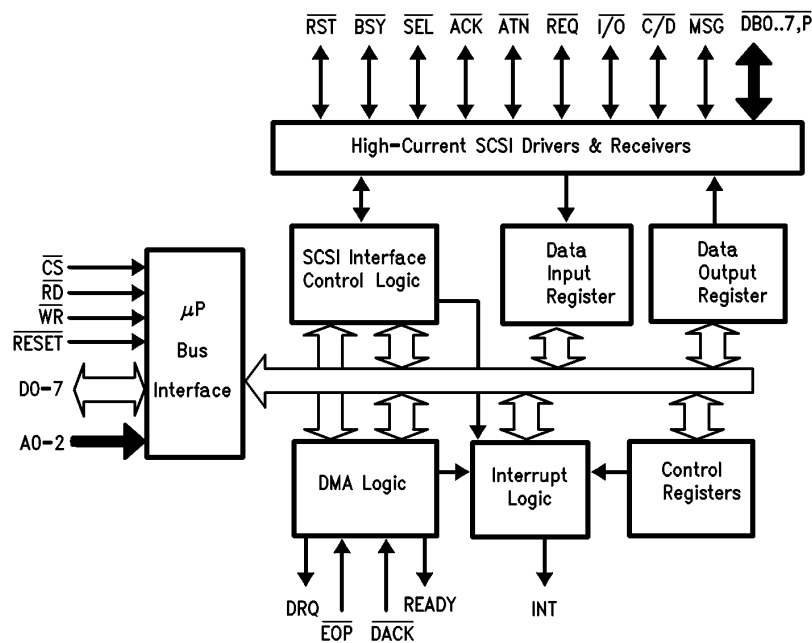 RST BSY SEL ACK ATN REQ I/O C/D MSG DB0..7,P
High-Current SCSI Drivers & Receivers
SCSI Interface
Control Logic
Data
Input
Register
Data
Output
Register
CS
RD
WR
RESET
D0-7
A0-2
μP
Bus
Interface
DMA Logic
Interrupt
Logic
Control
Registers
DRQ
EOP
DACK
READY
INT